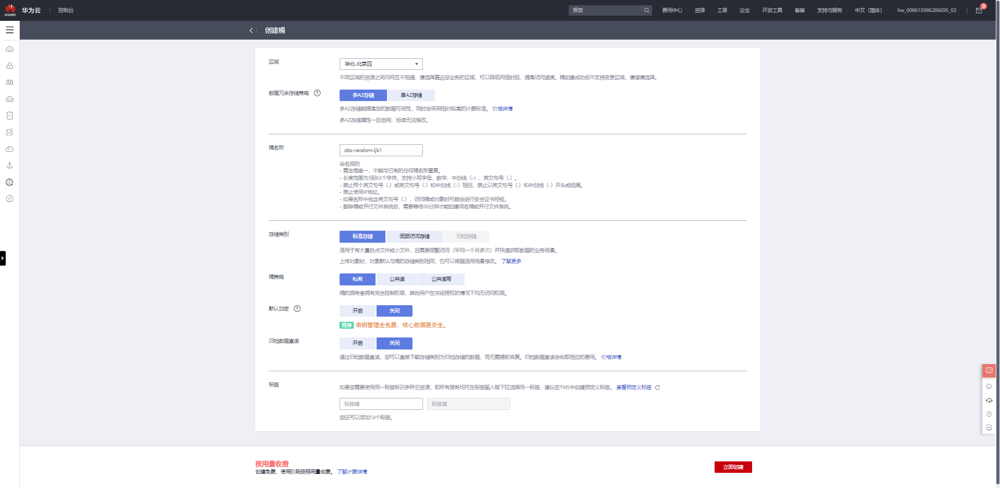 HUAWEI 华为云 控制台 搜索 费用中心 资源 工单 企业 开发工具 备案 支持与服务 中文（简体） hw_008615986286695_02 3
创建桶
区域 华北-北京四
不同区域的资源之间内网互不相通，请选择靠近您业务的区域，可以降低网络时延，提高访问速度。桶创建成功后不支持变更区域，请谨慎选择。
数据冗余存储策略 ? 多AZ存储 单AZ存储
多AZ存储能提高您的数据可用性，同时会采用相对较高的计费标准。 价格详情
多AZ存储属性一旦启用，后续无法修改。
桶名称 obs-random-ljk1
命名规则
- 需全局唯一，不能与已有的任何桶名称重复。
- 长度范围为3到63个字符，支持小写字母、数字、中划线（-）、英文句号（.）。
- 禁止两个英文句号（.）或英文句号（.）和中划线（-）相邻，禁止以英文句号（.）和中划线（-）开头或结尾。
- 禁止使用IP地址。
- 如果名称中包含英文句号（.），访问桶或对象时可能会进行安全证书校验。
- 删除桶或并行文件系统后，需要等待30分钟才能创建同名桶或并行文件系统。
存储类别 标准存储 低频访问存储 归档存储
适用于有大量热点文件或小文件，且需要频繁访问（平均一个月多次）并快速获取数据的业务场景。
上传对象时，对象默认与桶的存储类别相同，也可以根据适用场景修改。 了解更多
桶策略 私有 公共读 公共读写
桶的拥有者拥有完全控制权限，其他用户在未经授权的情况下均无访问权限。
默认加密 ? 开启 关闭
推荐 密钥管理全免费，核心数据更安全。
归档数据直读 开启 关闭
通过归档数据直读，您可以直接下载存储类别为归档存储的数据，而无需提前恢复。归档数据直读会收取相应的费用。 价格详情
标签 如果您需要使用同一标签标识多种云资源，即所有服务均可在标签输入框下拉选择同一标签，建议在TMS中创建预定义标签。 查看预定义标签
标签键 标签值
您还可以添加10个标签。
按用量收费
创建免费，使用阶段按照用量收费。 了解计费详情
立即创建